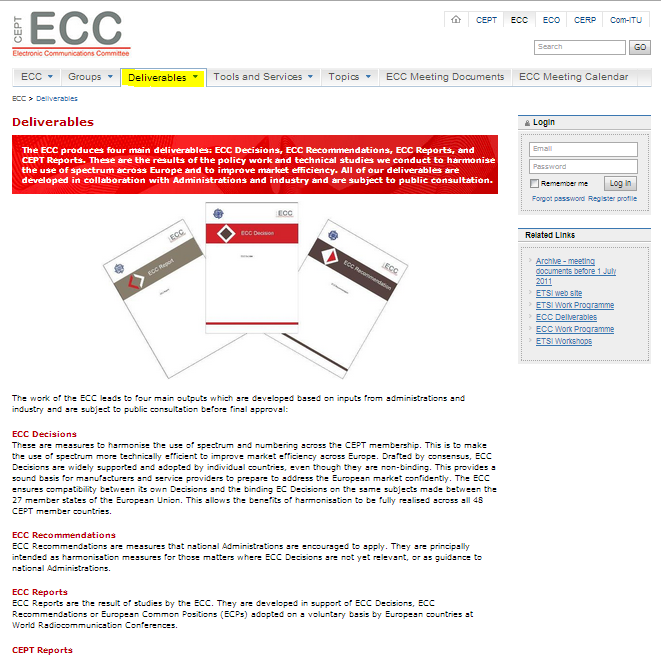 CEPT
ECC
Electronic Communications Committee
CEPT ECC ECO CERP Com-ITU
Search GO
ECC Groups Deliverables Tools and Services Topics ECC Meeting Documents ECC Meeting Calendar
ECC > Deliverables
Deliverables
The ECC produces four main deliverables: ECC Decisions, ECC Recommendations, ECC Reports, and
CEPT Reports. These are the results of the policy work and technical studies we conduct to harmonise
the use of spectrum across Europe and to improve market efficiency. All of our deliverables are
developed in collaboration with Administrations and industry and are subject to public consultation.
ECC
ECC Report
ECC
ECC Decision
ECC
ECC Recommendation
The work of the ECC leads to four main outputs which are developed based on inputs from administrations and
industry and are subject to public consultation before final approval:
ECC Decisions
These are measures to harmonise the use of spectrum and numbering across the CEPT membership. This is to make
the use of spectrum more technically efficient to improve market efficiency across Europe. Drafted by consensus, ECC
Decisions are widely supported and adopted by individual countries, even though they are non-binding. This provides a
sound basis for manufacturers and service providers to prepare to address the European market confidently. The ECC
ensures compatibility between its own Decisions and the binding EC Decisions on the same subjects made between the
27 member states of the European Union. This allows the benefits of harmonisation to be fully realised across all 48
CEPT member countries.
ECC Recommendations
ECC Recommendations are measures that national Administrations are encouraged to apply. They are principally
intended as harmonisation measures for those matters where ECC Decisions are not yet relevant, or as guidance to
national Administrations.
ECC Reports
ECC Reports are the result of studies by the ECC. They are developed in support of ECC Decisions, ECC
Recommendations or European Common Positions (ECPs) adopted on a voluntary basis by European countries at
World Radiocommunication Conferences.
CEPT Reports
Login
Email
Password
Remember me Log In
Forgot password Register profile
Related Links
Archive - meeting
documents before 1 July
2011
ETSI web site
ETSI Work Programme
ECC Deliverables
ECC Work Programme
ETSI Workshops